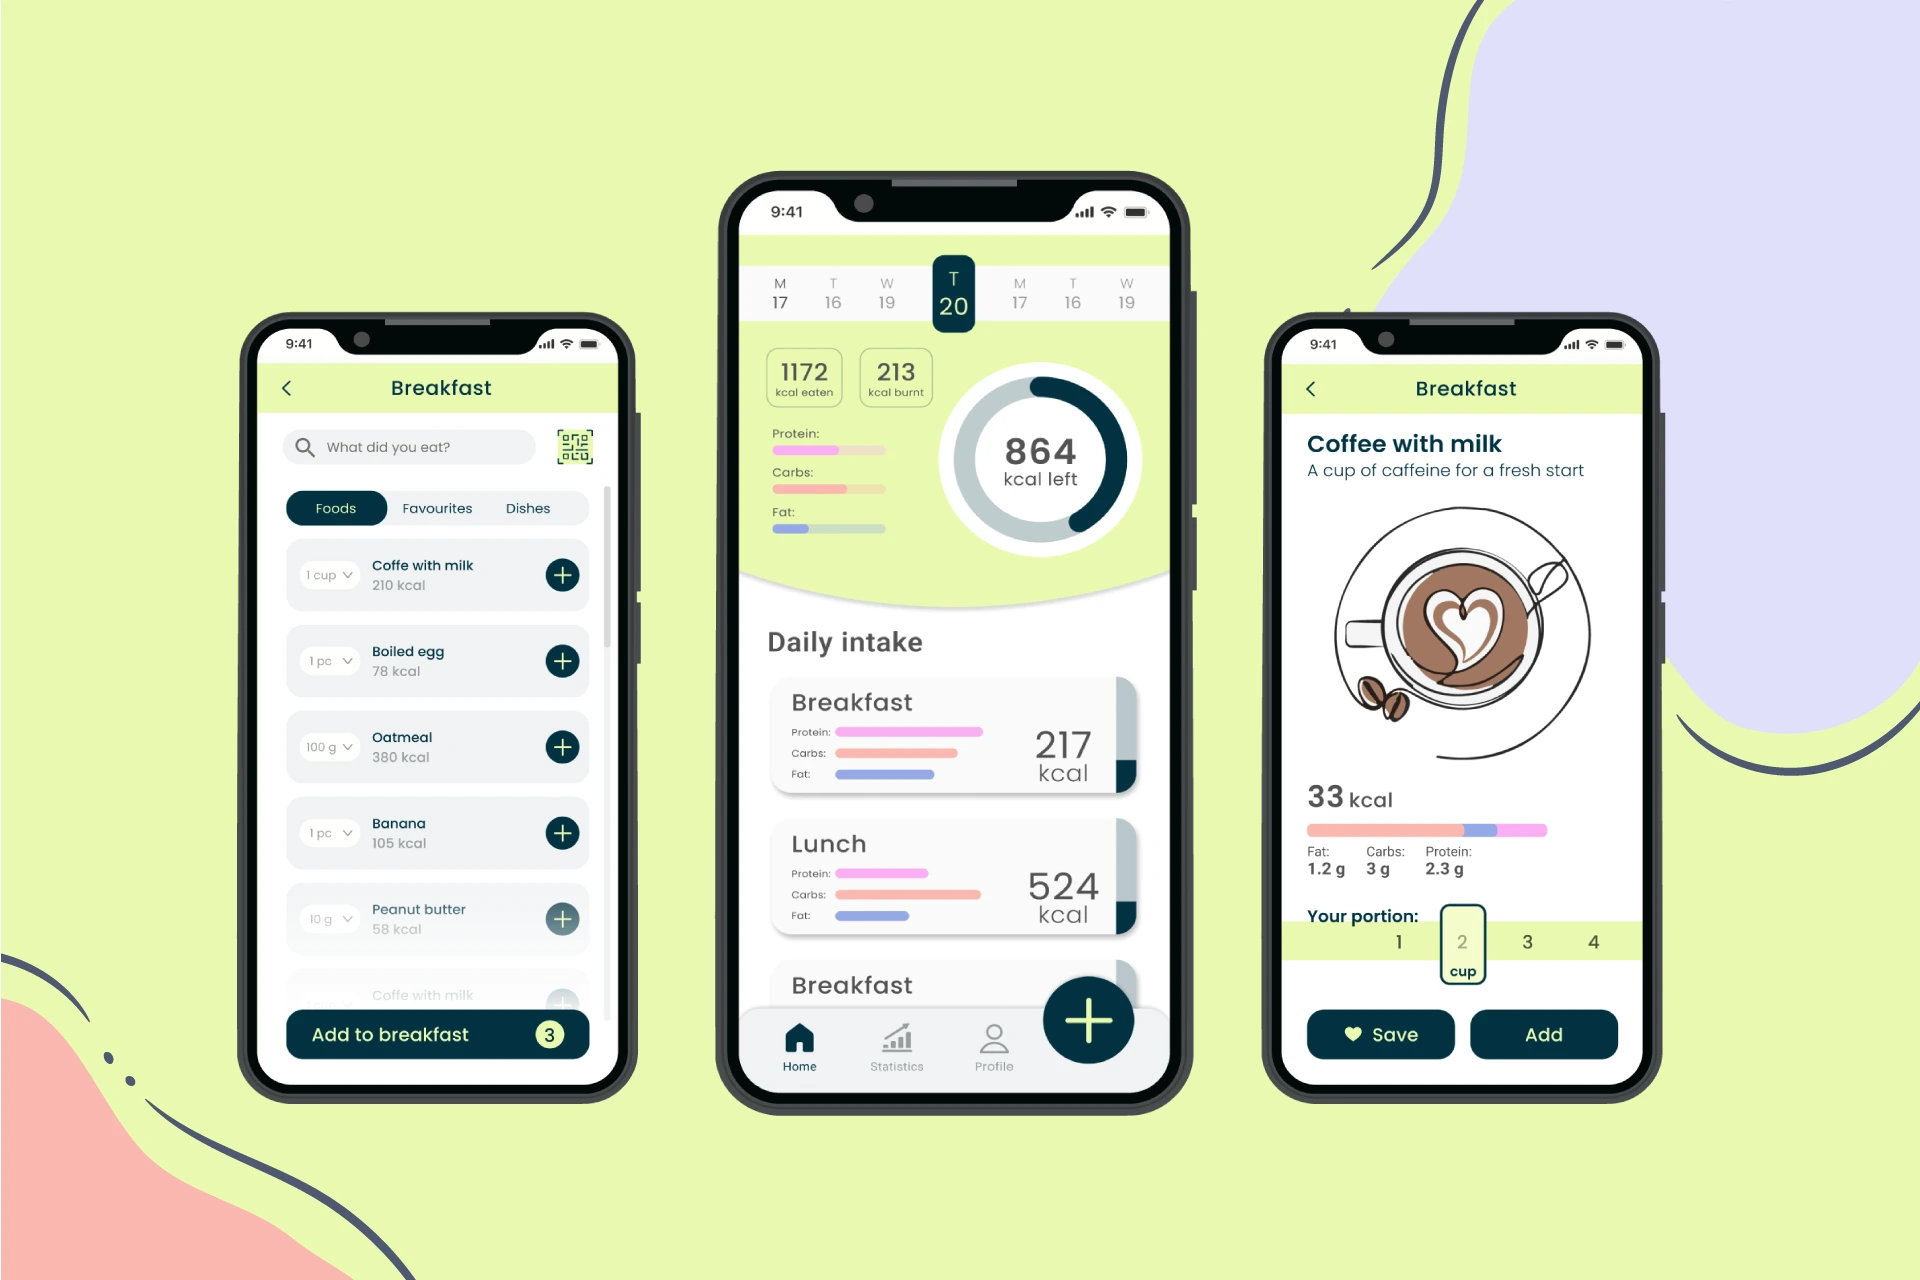 9:41
Breakfast
What did you eat?
Foods Favourites Dishes
1 cup Coffe with milk
210 kcal
1 pc Boiled egg
78 kcal
100 g Oatmeal
380 kcal
1 pc Banana
105 kcal
10 g Peanut butter
58 kcal
Coffe with milk
Add to breakfast 3
9:41
M T W T M T W
17 16 19 20 17 16 19
1172 213
kcal eaten kcal burnt
Protein:
Carbs:
Fat:
864
kcal left
Daily intake
Breakfast
Protein:
Carbs:
Fat:
217
kcal
Lunch
Protein:
Carbs:
Fat:
524
kcal
Breakfast
Home Statistics Profile
9:41
Breakfast
Coffee with milk
A cup of caffeine for a fresh start
33 kcal
Fat: Carbs: Protein:
1.2 g 3 g 2.3 g
Your portion:
1 2 3 4
cup
Save Add